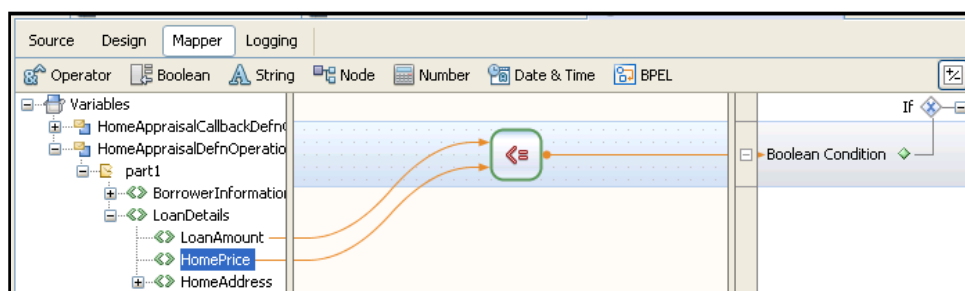 Source Design Mapper Logging
Operator Boolean String Node Number Date & Time BPEL
Variables
If
HomeAppraisalCallbackDefn
HomeAppraisalDefnOperatio
<=
Boolean Condition
part1
BorrowerInformation
LoanDetails
LoanAmount
HomePrice
HomeAddress